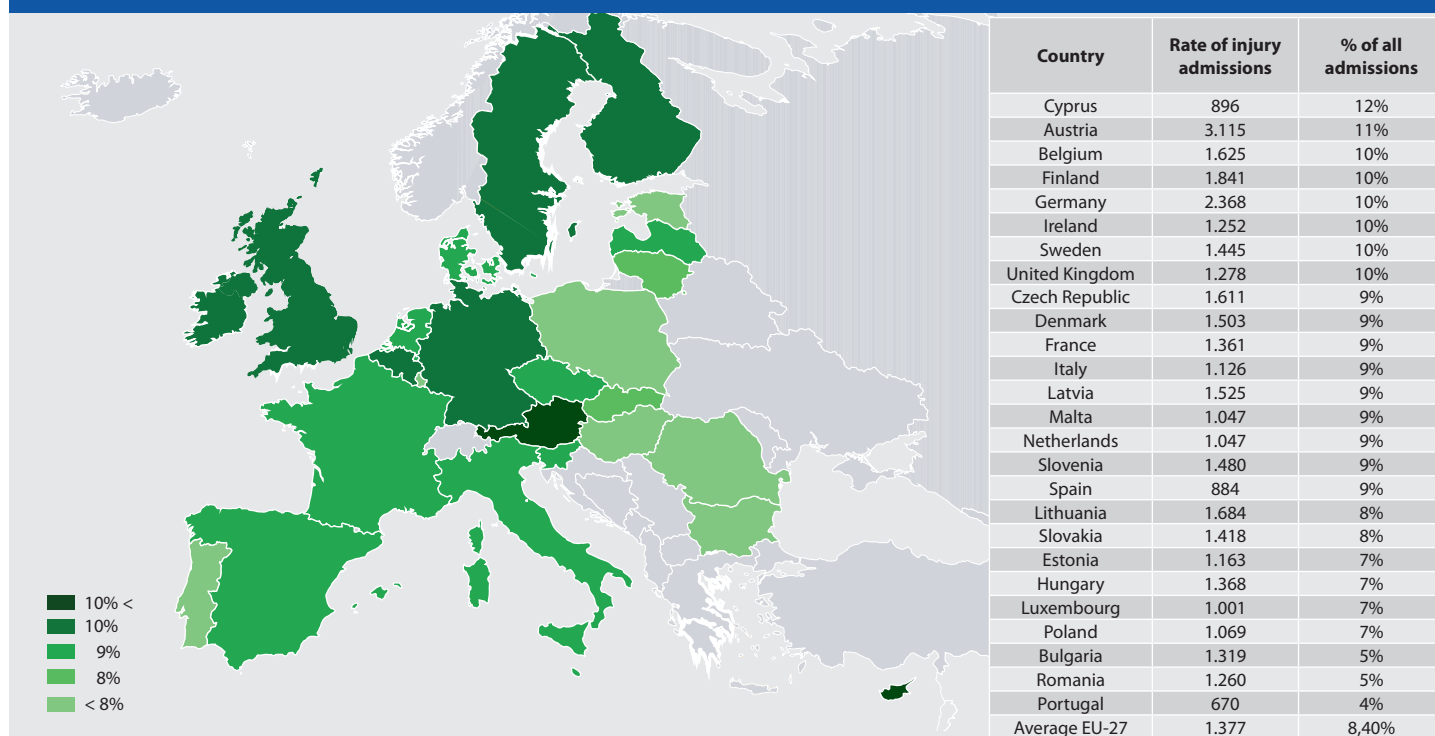 Country Rate of injury admissions % of all admissions
Cyprus 896 12%
Austria 3.115 11%
Belgium 1.625 10%
Finland 1.841 10%
Germany 2.368 10%
Ireland 1.252 10%
Sweden 1.445 10%
United Kingdom 1.278 10%
Czech Republic 1.611 9%
Denmark 1.503 9%
France 1.361 9%
Italy 1.126 9%
Latvia 1.525 9%
Malta 1.047 9%
Netherlands 1.047 9%
Slovenia 1.480 9%
Spain 884 9%
Lithuania 1.684 8%
Slovakia 1.418 8%
Estonia 1.163 7%
Hungary 1.368 7%
Luxembourg 1.001 7%
Poland 1.069 7%
Bulgaria 1.319 5%
Romania 1.260 5%
Portugal 670 4%
Average EU-27 1.377 8,40%
10% <
10%
9%
8%
< 8%